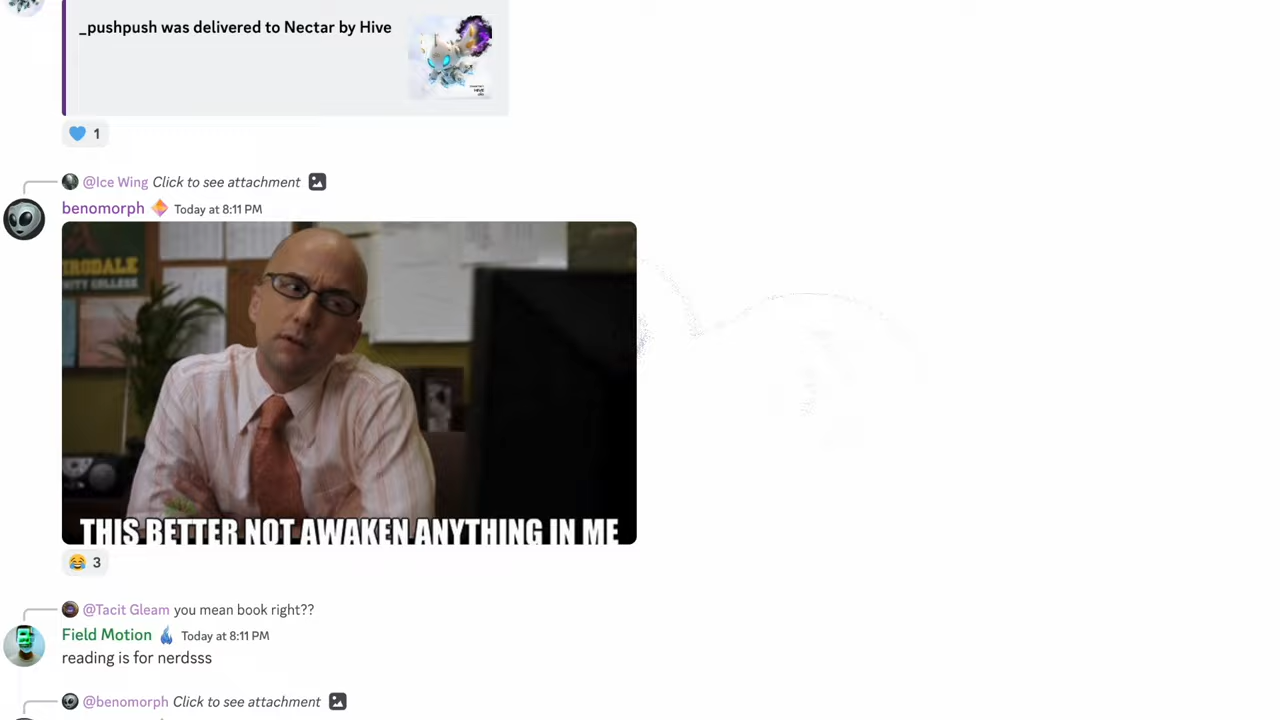 _pushpush was delivered to Nectar by Hive
1
@Ice Wing Click to see attachment
benomorph Today at 8:11 PM
THIS BETTER NOT AWAKEN ANYTHING IN ME
3
@Tacit Gleam you mean book right??
Field Motion Today at 8:11 PM
reading is for nerdsss
@benomorph Click to see attachment